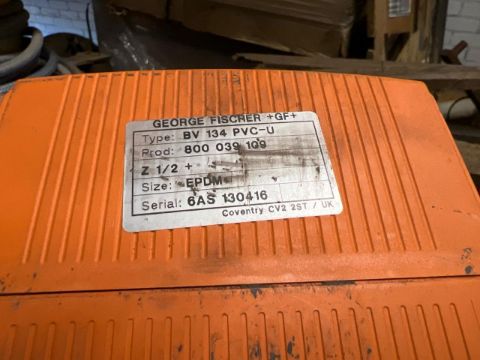 GEORGE FISCHER +GF+
Type: BV 134 PVC-U
Prod: 800 039 109
Z 1/2 +
Size: EPDM
Serial: 6AS 130416
Coventry CV2 2ST / UK